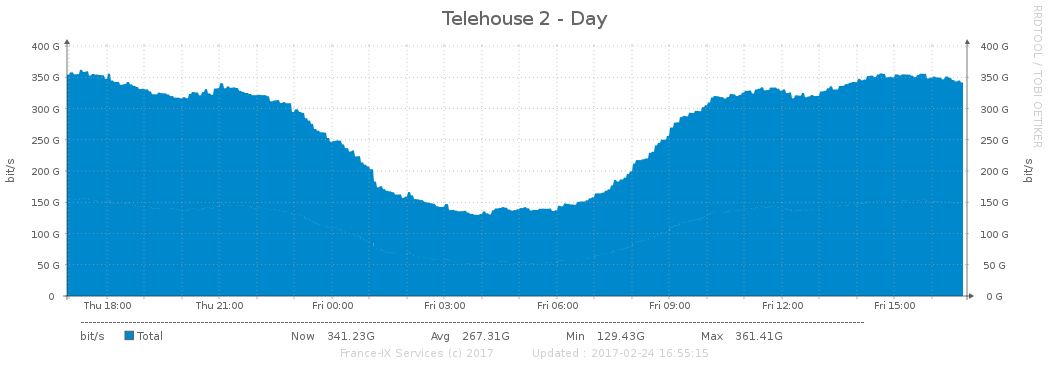 Telehouse 2 - Day
RRDTOOL / TOBI OETIKER
400 G 400 G
350 G 350 G
300 G 300 G
250 G 250 G
200 G 200 G
150 G 150 G
100 G 100 G
50 G 50 G
0 0 G
bit/s bit/s
Thu 18:00 Thu 21:00 Fri 00:00 Fri 03:00 Fri 06:00 Fri 09:00 Fri 12:00 Fri 15:00
bit/s Total Now 341.23G Avg 267.31G Min 129.43G Max 361.41G
France-IX Services (c) 2017 Updated : 2017-02-24 16:55:15